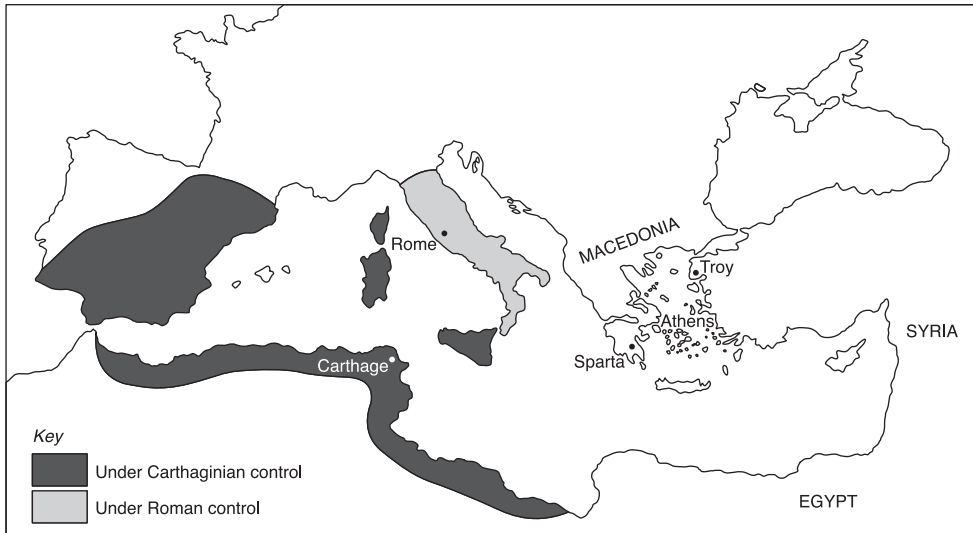 MACEDONIA
Rome
Troy
Athens
SYRIA
Sparta
Carthage
Key
Under Carthaginian control
Under Roman control
EGYPT